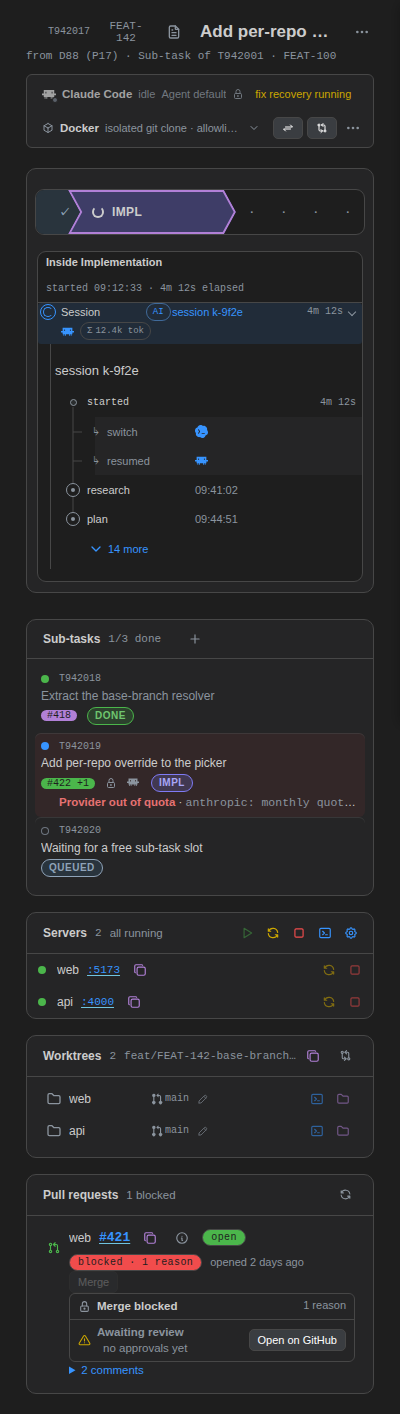 T942017 FEAT-142 Add per-repo …
from D88 (P17) · Sub-task of T942001 · FEAT-100
Claude Code idle Agent default fix recovery running
Docker isolated git clone · allowli…
✓ IMPL
Inside Implementation
started 09:12:33 · 4m 12s elapsed
Session AI session k-9f2e 4m 12s
Σ 12.4k tok
session k-9f2e
started 4m 12s
↳ switch
↳ resumed
research 09:41:02
plan 09:44:51
14 more
Sub-tasks 1/3 done
T942018
Extract the base-branch resolver
#418 DONE
T942019
Add per-repo override to the picker
#422 +1 IMPL
Provider out of quota · anthropic: monthly quot…
T942020
Waiting for a free sub-task slot
QUEUED
Servers 2 all running
web :5173
api :4000
Worktrees 2 feat/FEAT-142-base-branch…
web main
api main
Pull requests 1 blocked
web #421 open
blocked · 1 reason opened 2 days ago
Merge
Merge blocked 1 reason
Awaiting review
no approvals yet
Open on GitHub
2 comments